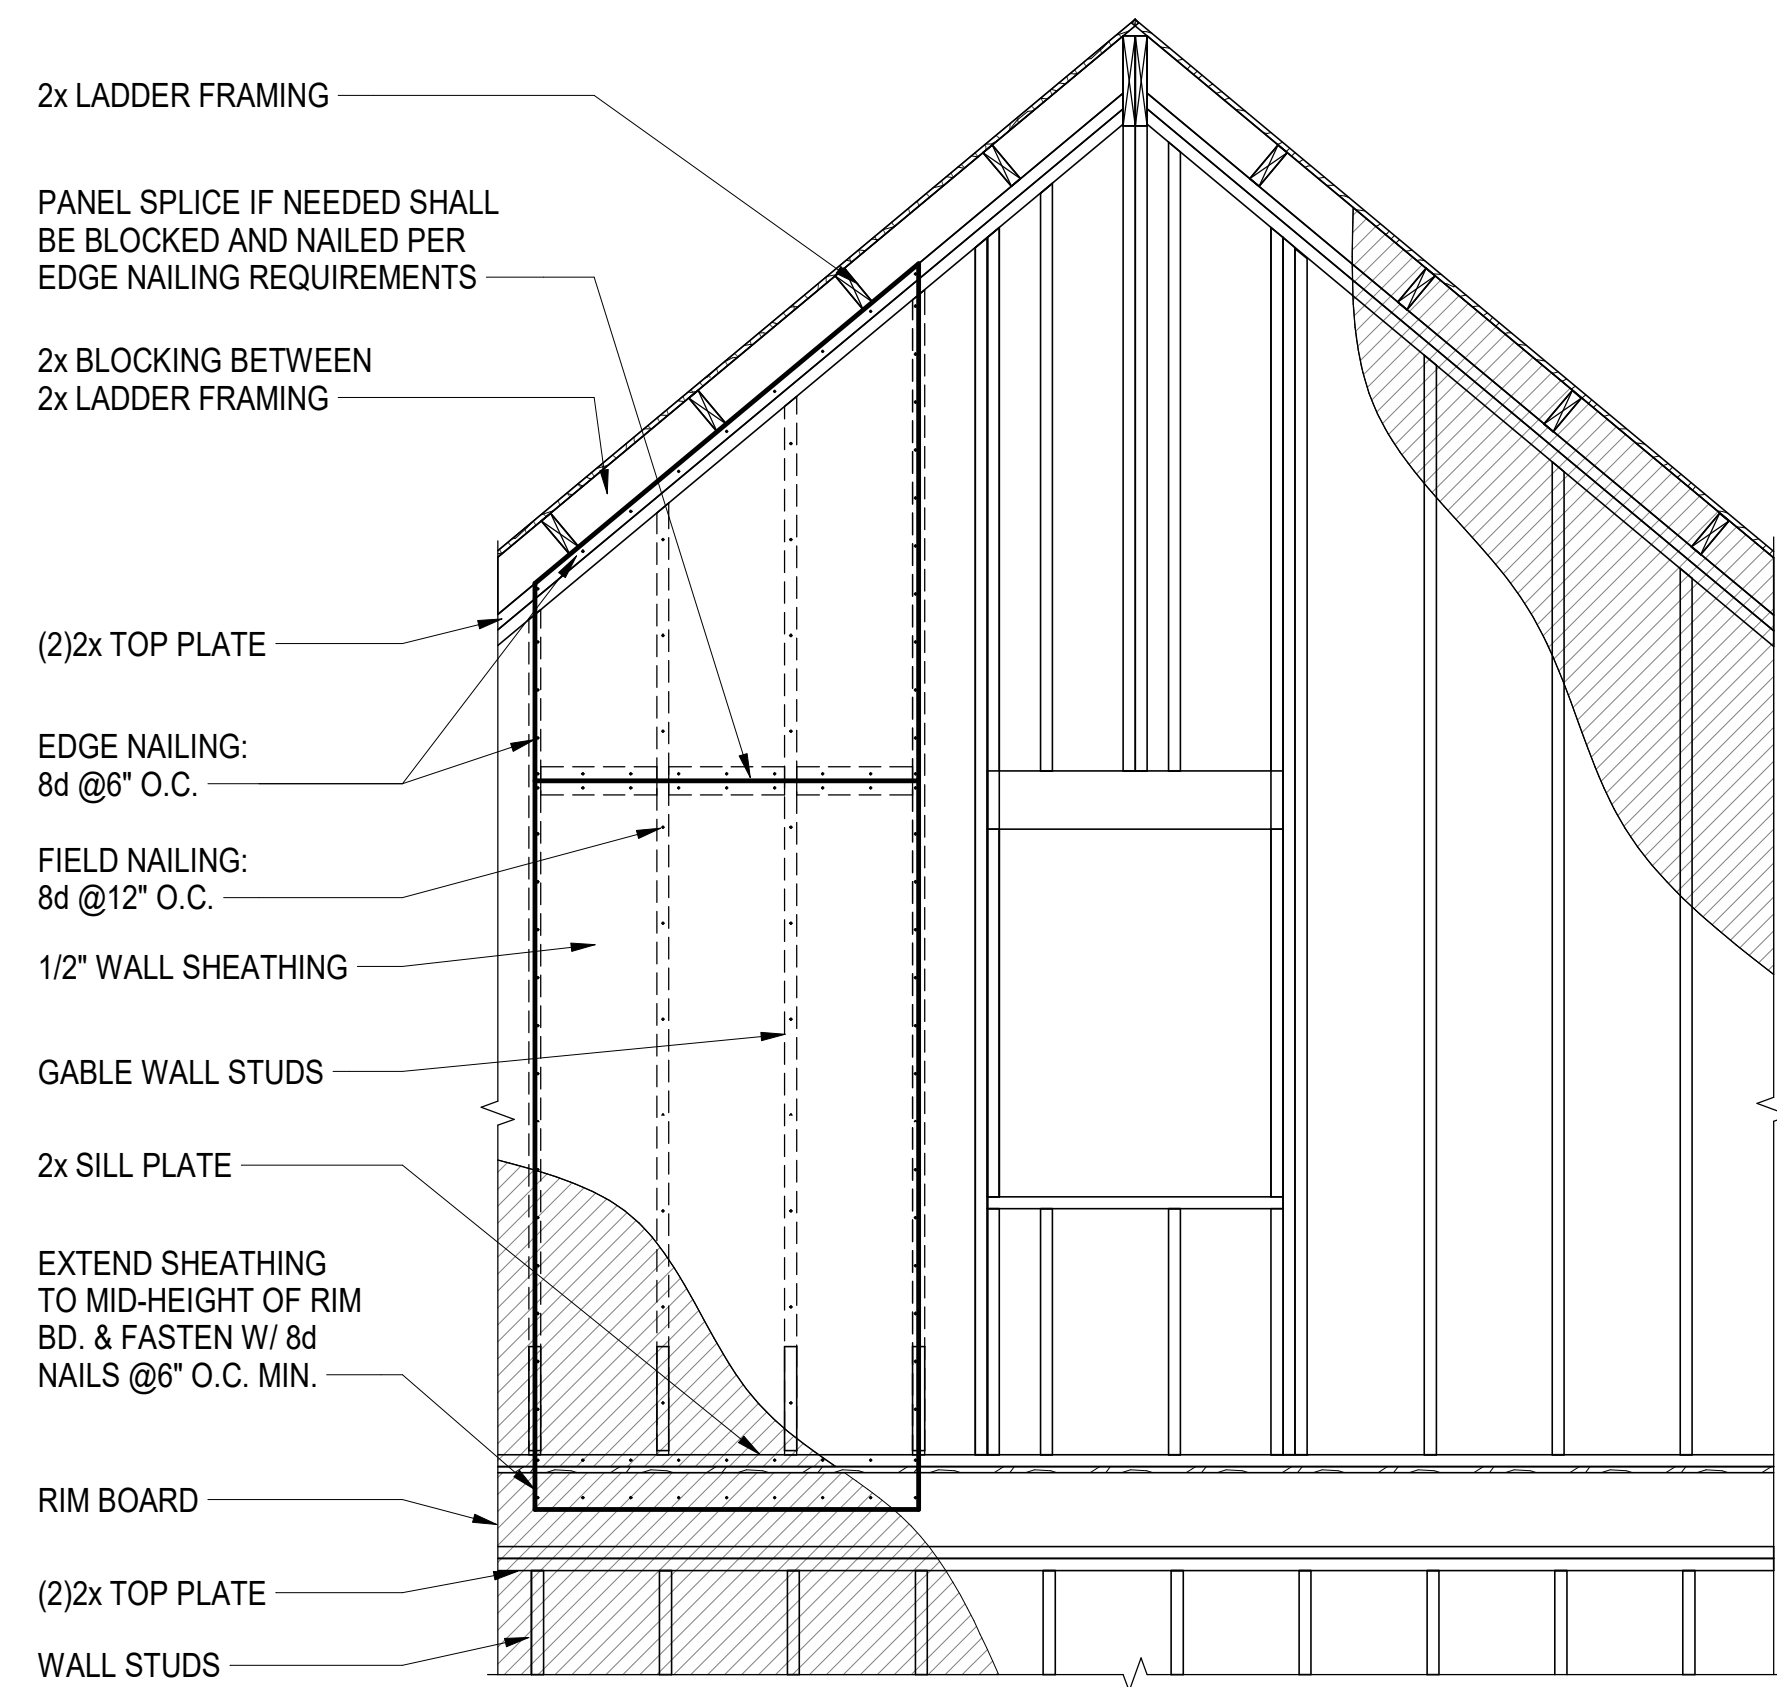 2x LADDER FRAMING
PANEL SPLICE IF NEEDED SHALL
BE BLOCKED AND NAILED PER
EDGE NAILING REQUIREMENTS
2x BLOCKING BETWEEN
2x LADDER FRAMING
(2)2x TOP PLATE
EDGE NAILING:
8d @6" O.C.
FIELD NAILING:
8d @12" O.C.
1/2" WALL SHEATHING
GABLE WALL STUDS
2x SILL PLATE
EXTEND SHEATHING
TO MID-HEIGHT OF RIM
BD. & FASTEN W/ 8d
NAILS @6" O.C. MIN.
RIM BOARD
(2)2x TOP PLATE
WALL STUDS